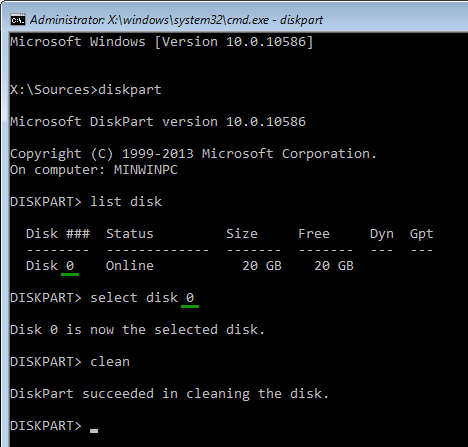 Administrator: X:\windows\system32\cmd.exe - diskpart
Microsoft Windows [Version 10.0.10586]
X:\Sources>diskpart
Microsoft DiskPart version 10.0.10586
Copyright (C) 1999-2013 Microsoft Corporation.
On computer: MINWINPC
DISKPART> list disk
  Disk ###  Status         Size     Free     Dyn  Gpt
  --------  -------------  -------  -------  ---  ---
  Disk 0    Online           20 GB    20 GB
DISKPART> select disk 0
Disk 0 is now the selected disk.
DISKPART> clean
DiskPart succeeded in cleaning the disk.
DISKPART> _